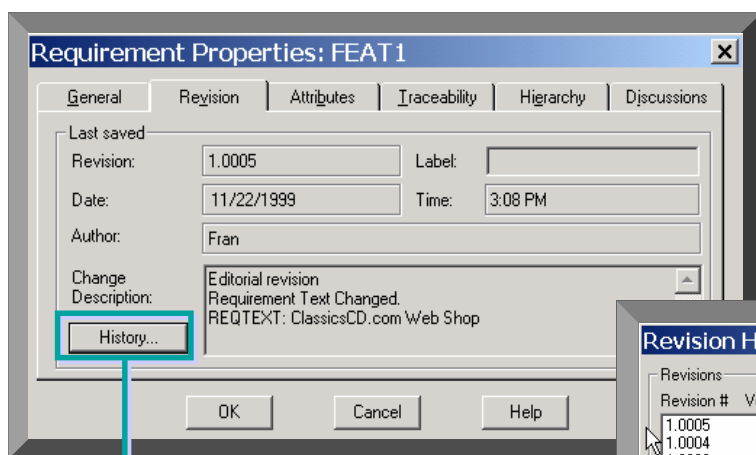 Requirement Properties: FEAT1
General Revision Attributes Traceability Hierarchy Discussions
Last saved
Revision: 1.0005 Label:
Date: 11/22/1999 Time: 3:08 PM
Author: Fran
Change Description:
Editorial revision
Requirement Text Changed.
REQTEXT: ClassicsCD.com Web Shop
History...
OK Cancel Help
Revision H
Revisions
Revision # V
1.0005
1.0004